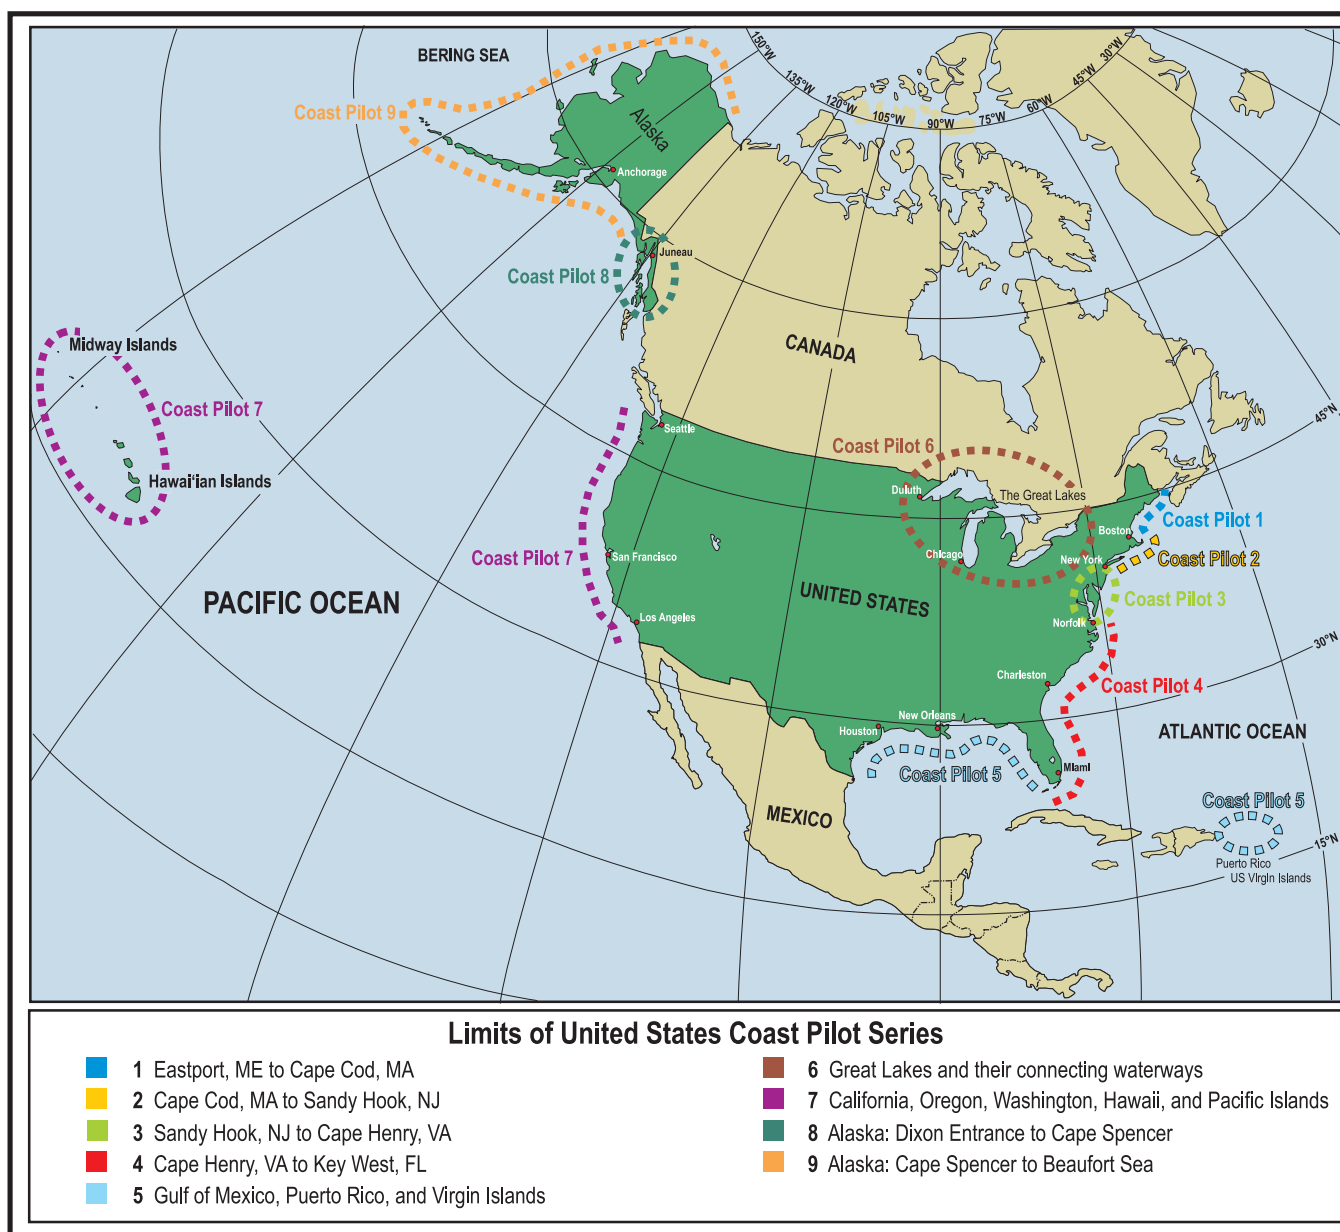 BERING SEA
150°W
30°W
45°W
135°W
60°W
120°W
105°W
90°W
75°W
Coast Pilot 9
Alaska
Anchorage
Juneau
Coast Pilot 8
Midway Islands
CANADA
Coast Pilot 7
45°N
Seattle
Coast Pilot 6
Hawai'ian Islands
Duluth
The Great Lakes
Coast Pilot 1
Boston
Coast Pilot 7
San Francisco
Chicago
New York
Coast Pilot 2
PACIFIC OCEAN
UNITED STATES
Coast Pilot 3
Los Angeles
Norfolk
30°N
Charleston
Coast Pilot 4
New Orleans
Houston
ATLANTIC OCEAN
Miami
Coast Pilot 5
Coast Pilot 5
MEXICO
15°N
Puerto Rico
US Virgin Islands
Limits of United States Coast Pilot Series
1 Eastport, ME to Cape Cod, MA
2 Cape Cod, MA to Sandy Hook, NJ
3 Sandy Hook, NJ to Cape Henry, VA
4 Cape Henry, VA to Key West, FL
5 Gulf of Mexico, Puerto Rico, and Virgin Islands
6 Great Lakes and their connecting waterways
7 California, Oregon, Washington, Hawaii, and Pacific Islands
8 Alaska: Dixon Entrance to Cape Spencer
9 Alaska: Cape Spencer to Beaufort Sea